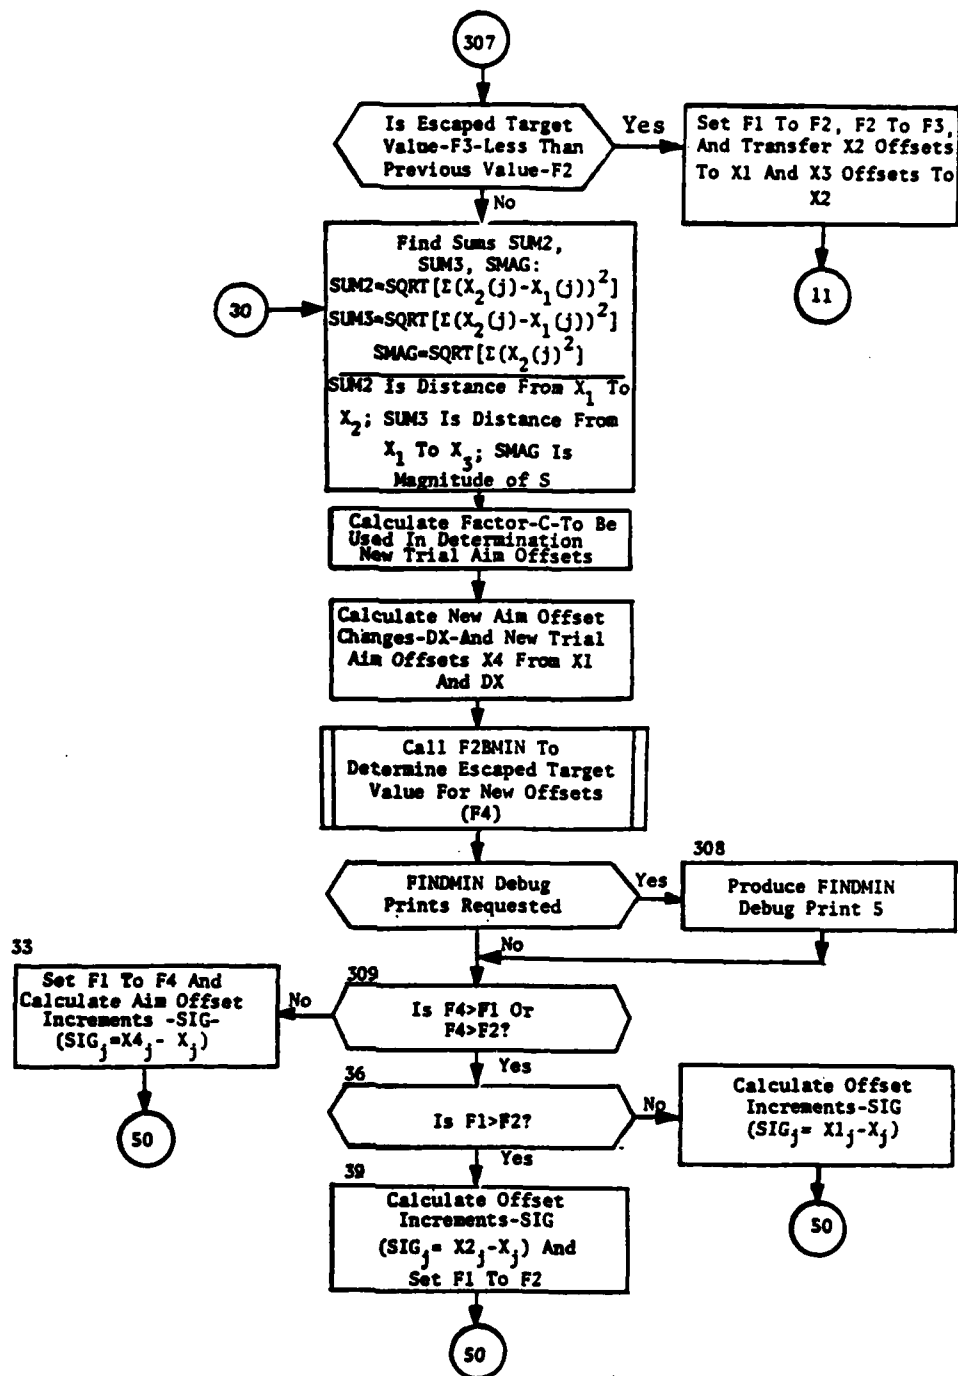 307
Is Escaped Target
Value-F3-Less Than
Previous Value-F2
Yes
Set F1 To F2, F2 To F3,
And Transfer X2 Offsets
To X1 And X3 Offsets To
X2
11
No
30
Find Sums SUM2,
SUM3, SMAG:
SUM2=SQRT[Σ(X₂(j)-X₁(j))²]
SUM3=SQRT[Σ(X₂(j)-X₁(j))²]
SMAG=SQRT[Σ(X₂(j)²]
SUM2 Is Distance From X₁ To
X₂; SUM3 Is Distance From
X₁ To X₃; SMAG Is
Magnitude of S
Calculate Factor-C-To Be
Used In Determination
New Trial Aim Offsets
Calculate New Aim Offset
Changes-DX-And New Trial
Aim Offsets X4 From X1
And DX
Call F2BMIN To
Determine Escaped Target
Value For New Offsets
(F4)
FINDMIN Debug
Prints Requested
Yes
308
Produce FINDMIN
Debug Print 5
No
309
Is F4>F1 Or
F4>F2?
No
33
Set F1 To F4 And
Calculate Aim Offset
Increments -SIG-
(SIGⱼ=X4ⱼ- Xⱼ)
50
Yes
36
Is F1>F2?
No
Calculate Offset
Increments-SIG
(SIGⱼ= X1ⱼ-Xⱼ)
50
Yes
39
Calculate Offset
Increments-SIG
(SIGⱼ= X2ⱼ-Xⱼ) And
Set F1 To F2
50